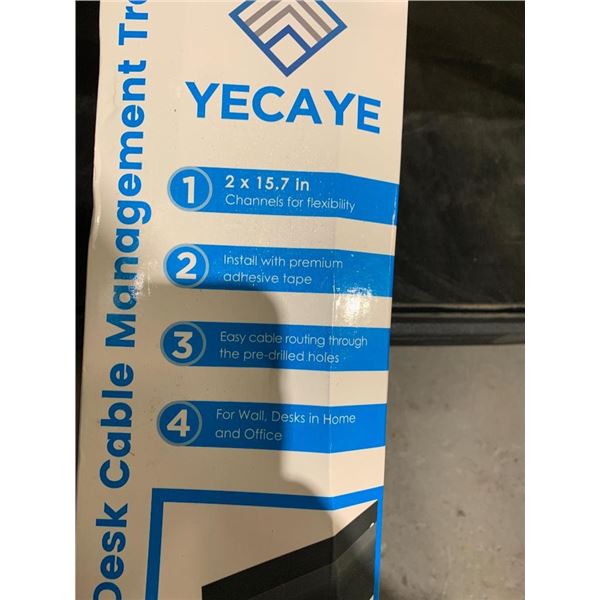 YECAYE
1
2 x 15.7 in
Channels for flexibility
2
Install with premium
adhesive tape
3
Easy cable routing through
the pre-drilled holes
4
For Wall, Desks in Home
and Office
Desk Cable Management